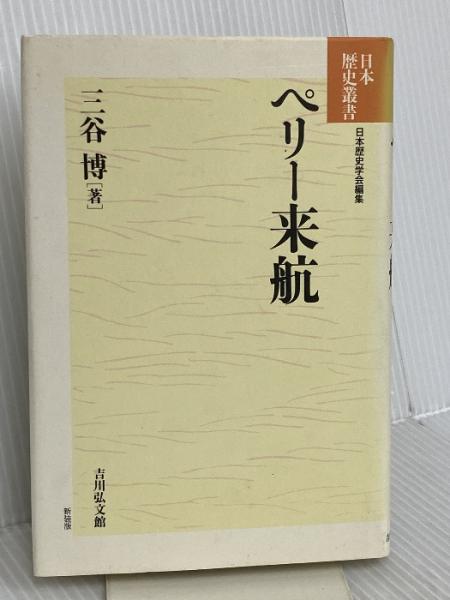 日本
歴史叢書
日本歴史学会編集
ペリー来航
三谷 博[著]
吉川弘文館
新装版